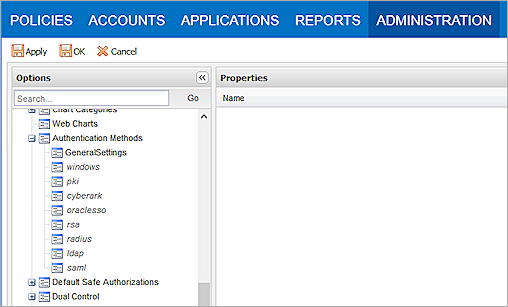 POLICIES ACCOUNTS APPLICATIONS REPORTS ADMINISTRATION
Apply OK Cancel
Options
Properties
Search... Go
Name
Chart Categories
Web Charts
Authentication Methods
GeneralSettings
windows
pki
cyberark
oraclesso
rsa
radius
ldap
saml
Default Safe Authorizations
Dual Control